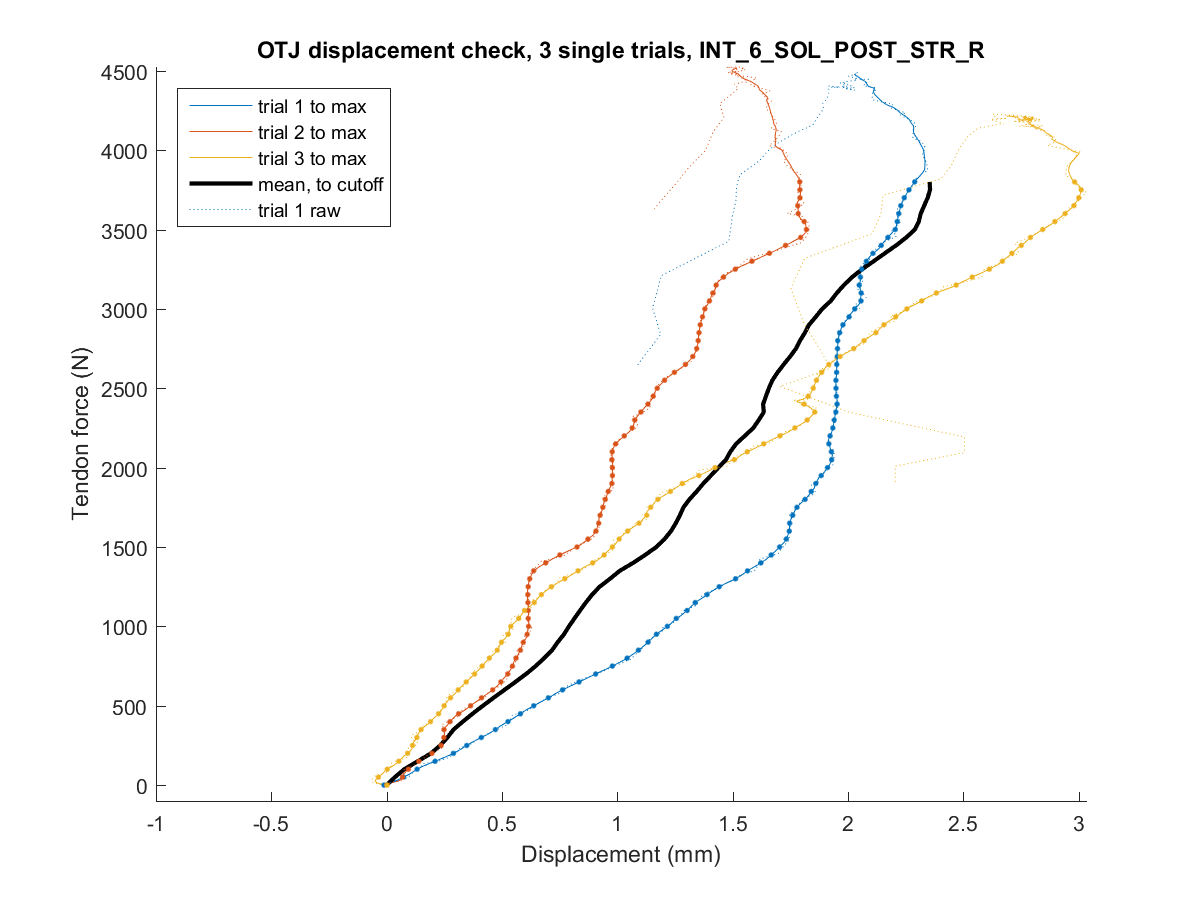 OTJ displacement check, 3 single trials, INT_6_SOL_POST_STR_R
4500
4000
3500
3000
2500
2000
1500
1000
500
0
Tendon force (N)
trial 1 to max
trial 2 to max
trial 3 to max
mean, to cutoff
trial 1 raw
-1
-0.5
0
0.5
1
1.5
2
2.5
3
Displacement (mm)